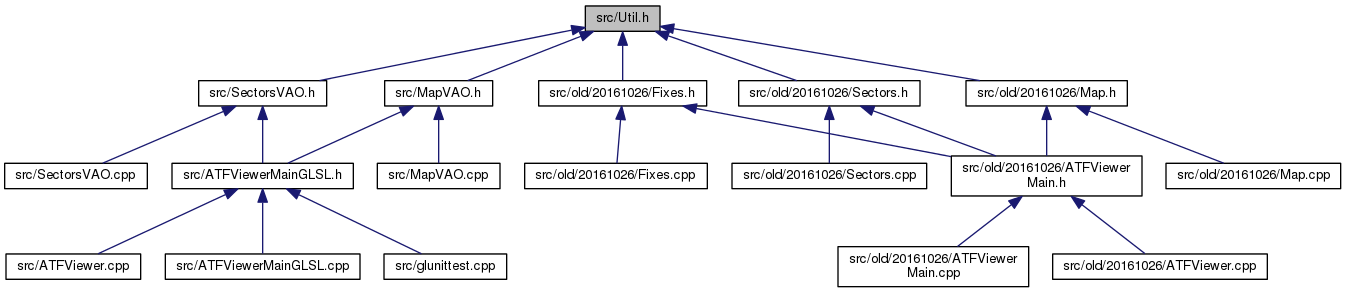 src/Util.h
src/SectorsVAO.h
src/MapVAO.h
src/old/20161026/Fixes.h
src/old/20161026/Sectors.h
src/old/20161026/Map.h
src/SectorsVAO.cpp
src/ATFViewerMainGLSL.h
src/MapVAO.cpp
src/old/20161026/Fixes.cpp
src/old/20161026/Sectors.cpp
src/old/20161026/ATFViewer
Main.h
src/old/20161026/Map.cpp
src/ATFViewer.cpp
src/ATFViewerMainGLSL.cpp
src/glunittest.cpp
src/old/20161026/ATFViewer
Main.cpp
src/old/20161026/ATFViewer.cpp